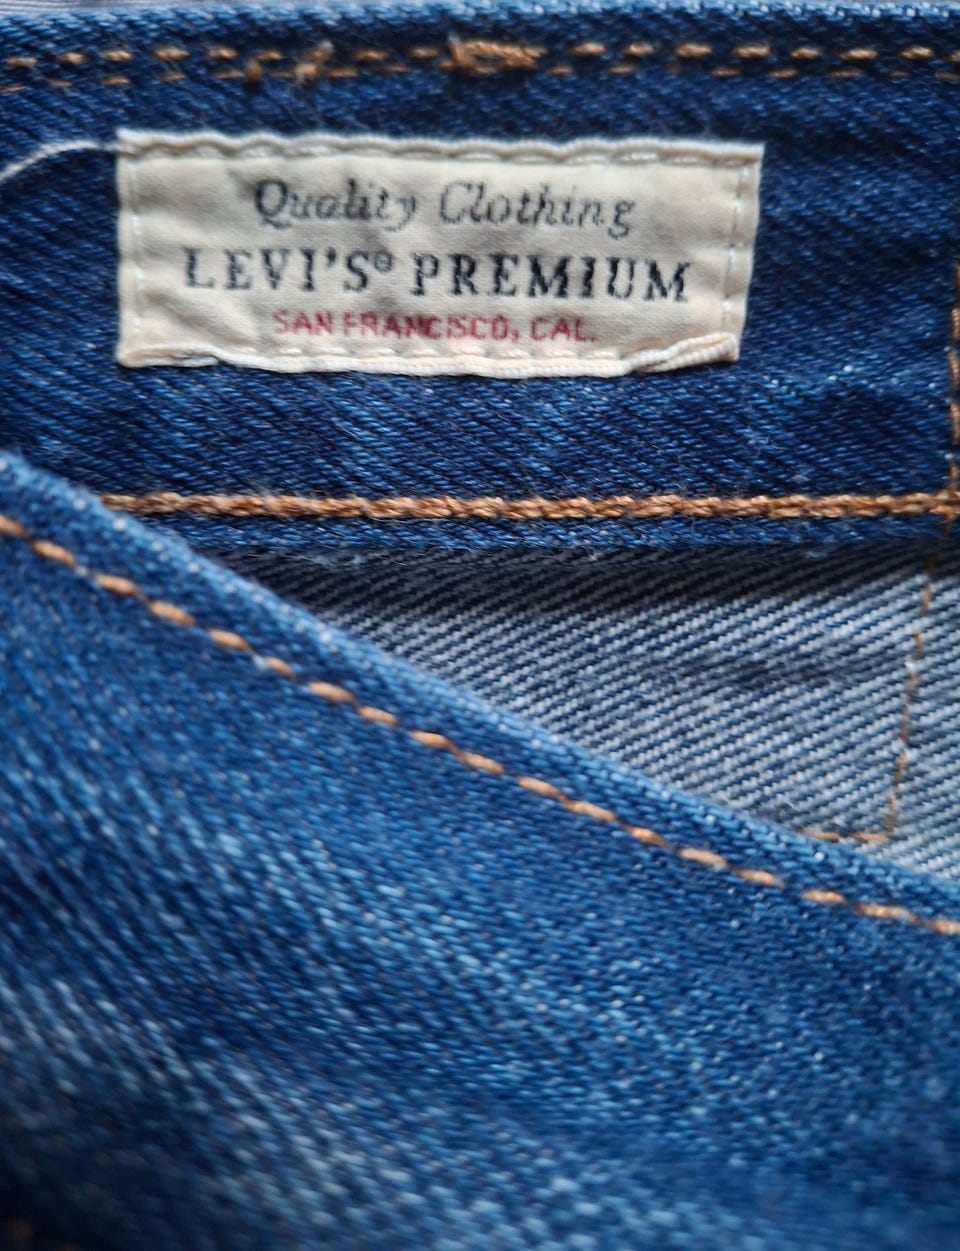 Quality Clothing
LEVI'S® PREMIUM
SAN FRANCISCO, CAL.